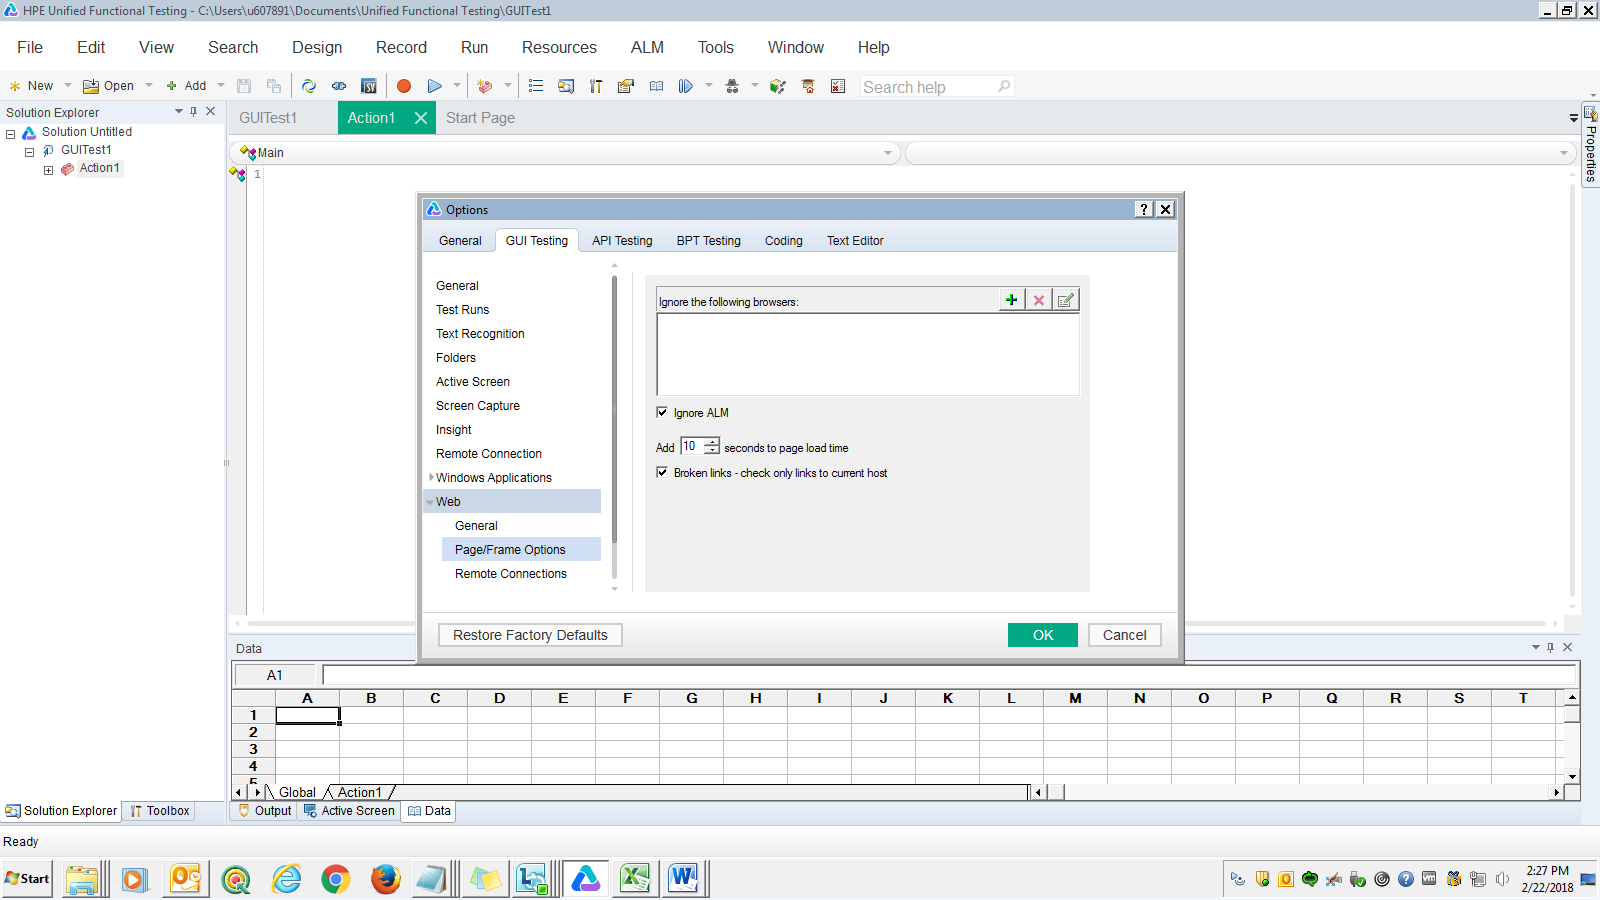 HPE Unified Functional Testing - C:\Users\u607891\Documents\Unified Functional Testing\GUITest1
File Edit View Search Design Record Run Resources ALM Tools Window Help
New Open Add Search help
Solution Explorer
Solution Untitled
GUITest1
Action1
GUITest1 Action1 Start Page
Main
1
Properties
Options
General GUI Testing API Testing BPT Testing Coding Text Editor
General
Test Runs
Text Recognition
Folders
Active Screen
Screen Capture
Insight
Remote Connection
Windows Applications
Web
General
Page/Frame Options
Remote Connections
Ignore the following browsers:
Ignore ALM
Add 10 seconds to page load time
Broken links - check only links to current host
Restore Factory Defaults OK Cancel
Data
A1
A B C D E F G H I J K L M N O P Q R S T
1
2
3
4
5
Global Action1
Solution Explorer Toolbox Output Active Screen Data
Ready
Start
2:27 PM
2/22/2018